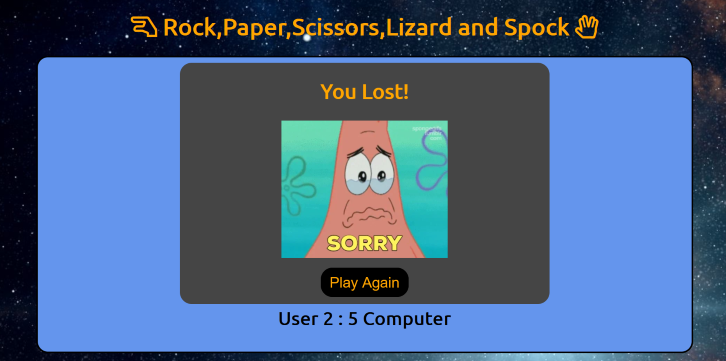 Rock,Paper,Scissors,Lizard and Spock
You Lost!
SORRY
Play Again
User 2 : 5 Computer